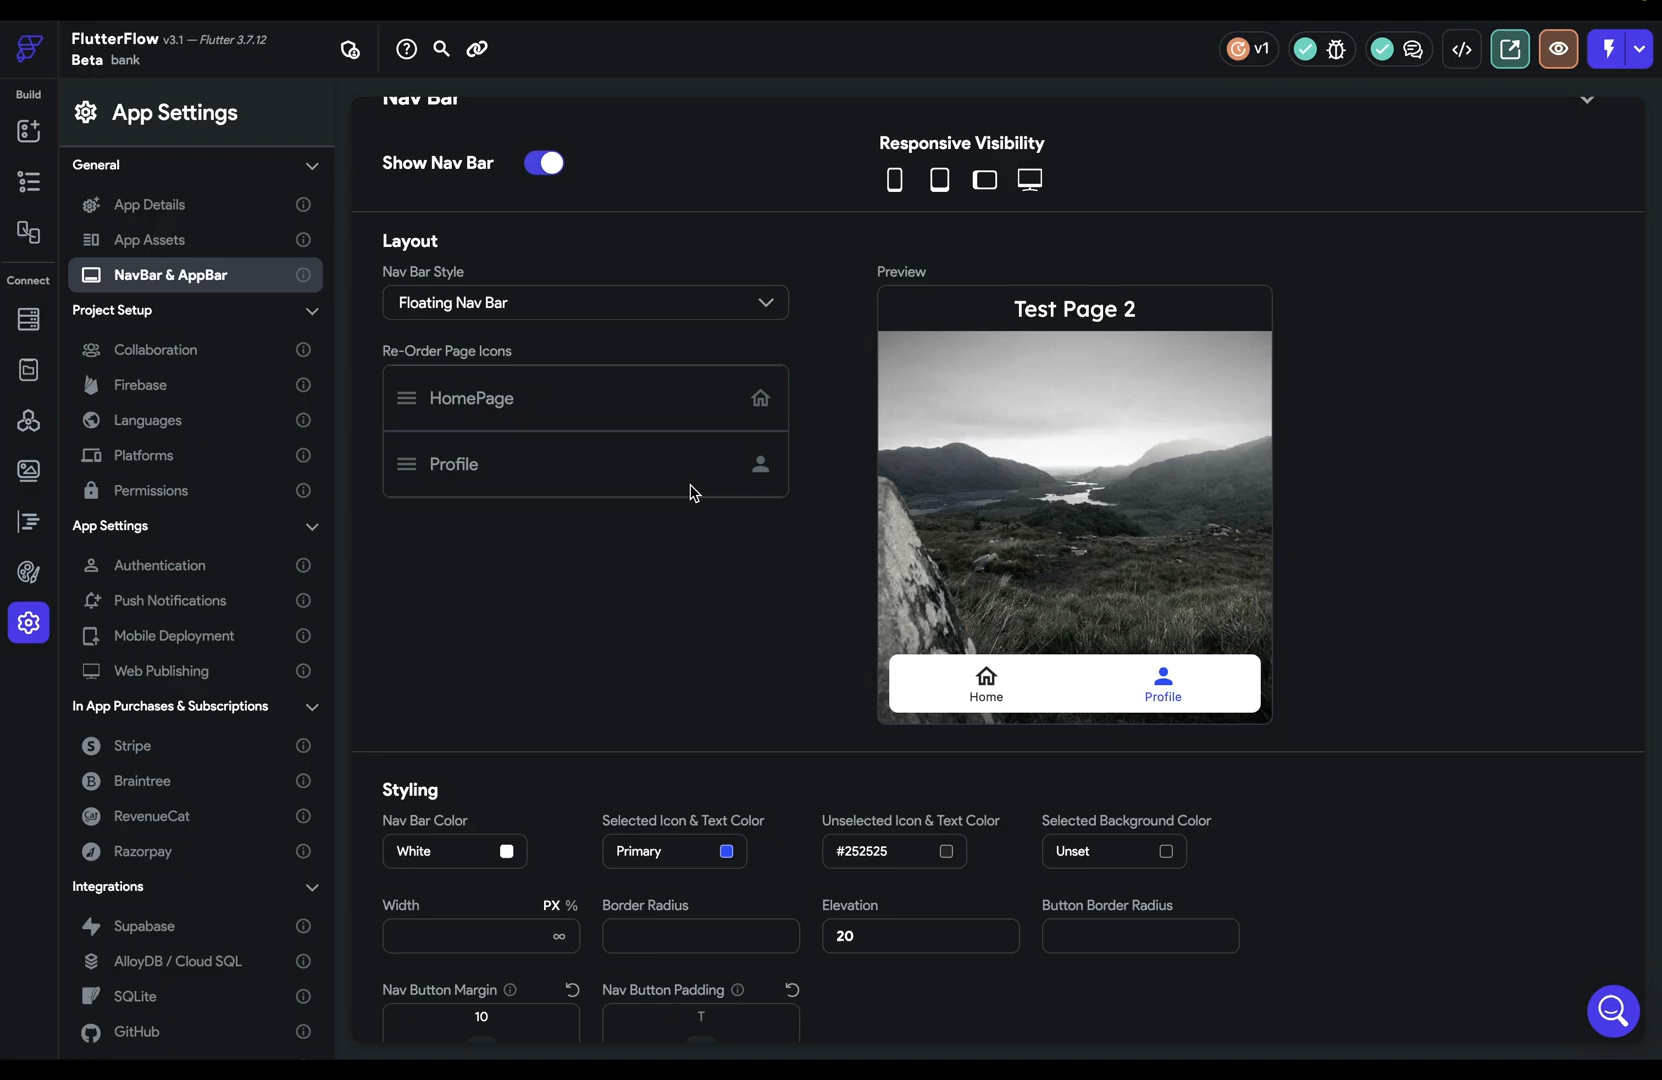 FlutterFlow v3.1 — Flutter 3.7.12
Beta bank
v1
Build
App Settings
General
App Details
App Assets
NavBar & AppBar
Connect
Project Setup
Collaboration
Firebase
Languages
Platforms
Permissions
App Settings
Authentication
Push Notifications
Mobile Deployment
Web Publishing
In App Purchases & Subscriptions
Stripe
Braintree
RevenueCat
Razorpay
Integrations
Supabase
AlloyDB / Cloud SQL
SQLite
GitHub
Nav Bar
Show Nav Bar
Responsive Visibility
Layout
Nav Bar Style
Floating Nav Bar
Re-Order Page Icons
HomePage
Profile
Preview
Test Page 2
Home
Profile
Styling
Nav Bar Color
White
Selected Icon & Text Color
Primary
Unselected Icon & Text Color
#252525
Selected Background Color
Unset
Width PX %
∞
Border Radius
Elevation
20
Button Border Radius
Nav Button Margin
10
Nav Button Padding
T